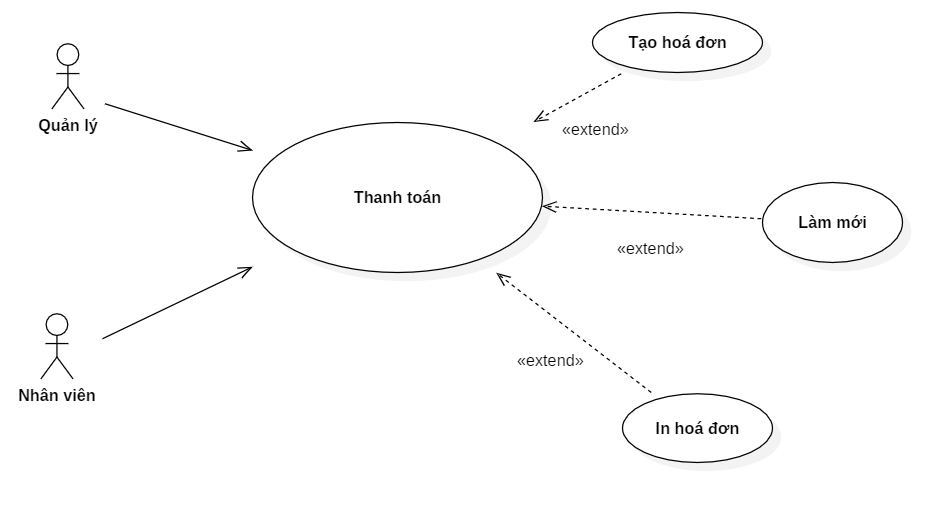 Tạo hoá đơn
Quản lý
«extend»
Thanh toán
Làm mới
«extend»
«extend»
Nhân viên
In hoá đơn